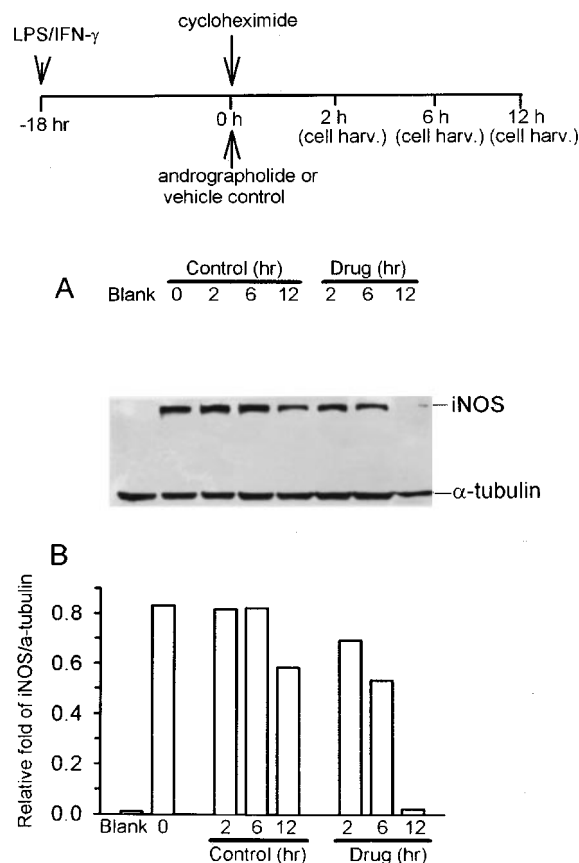 LPS/IFN-γ
cycloheximide
-18 hr
0 h
2 h
6 h
12 h
(cell harv.) (cell harv.) (cell harv.)
andrographolide or
vehicle control
A
Control (hr)
Drug (hr)
Blank 0 2 6 12 2 6 12
iNOS
α-tubulin
B
Relative fold of iNOS/a-tubulin
0.8
0.6
0.4
0.2
0.0
Blank 0 2 6 12 2 6 12
Control (hr)
Drug (hr)